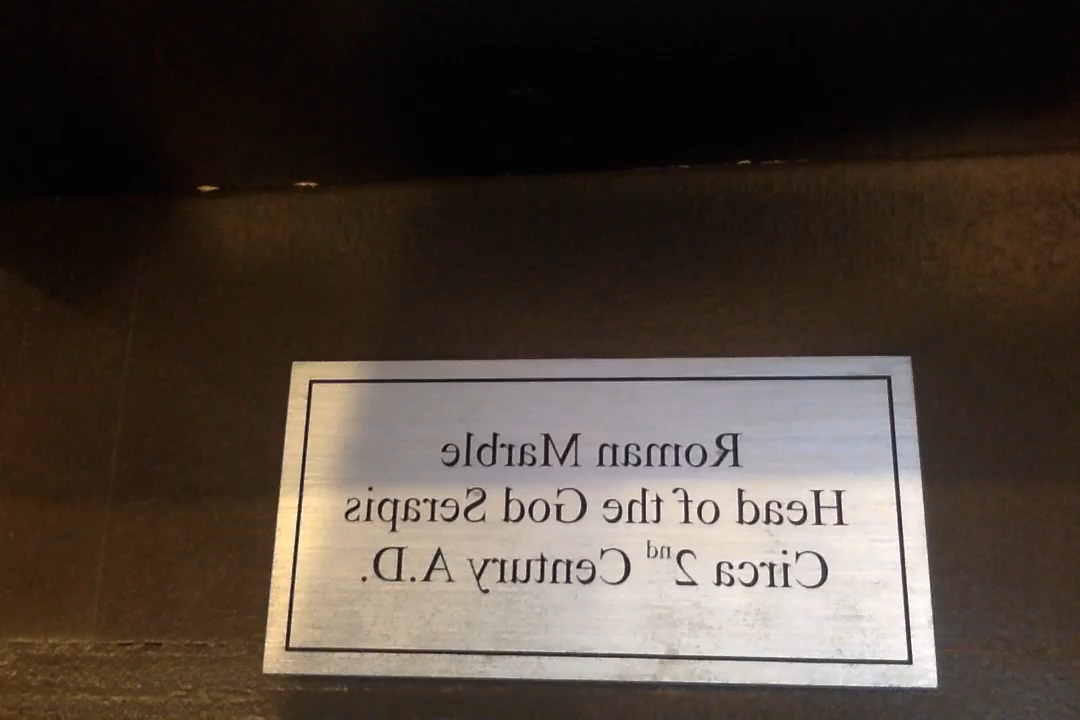 Roman Marble
Head of the God Serapis
Circa 2nd Century A.D.